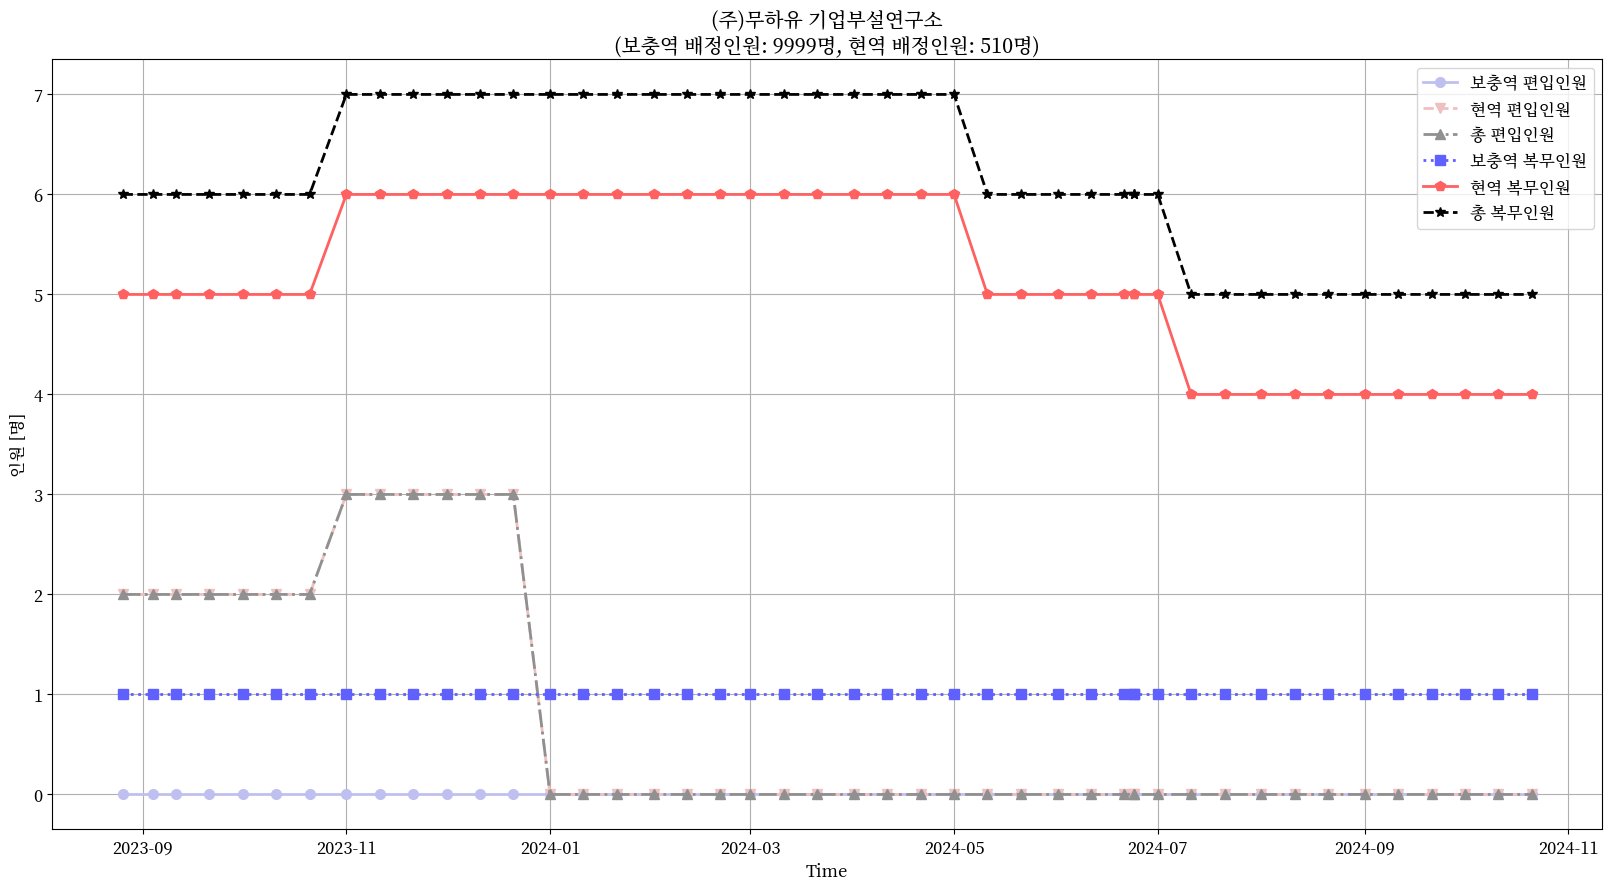 (주)무하유 기업부설연구소
(보충역 배정인원: 9999명, 현역 배정인원: 510명)
보충역 편입인원
현역 편입인원
총 편입인원
보충역 복무인원
현역 복무인원
총 복무인원
인원 [명]
7
6
5
4
3
2
1
0
2023-09
2023-11
2024-01
2024-03
2024-05
2024-07
2024-09
2024-11
Time